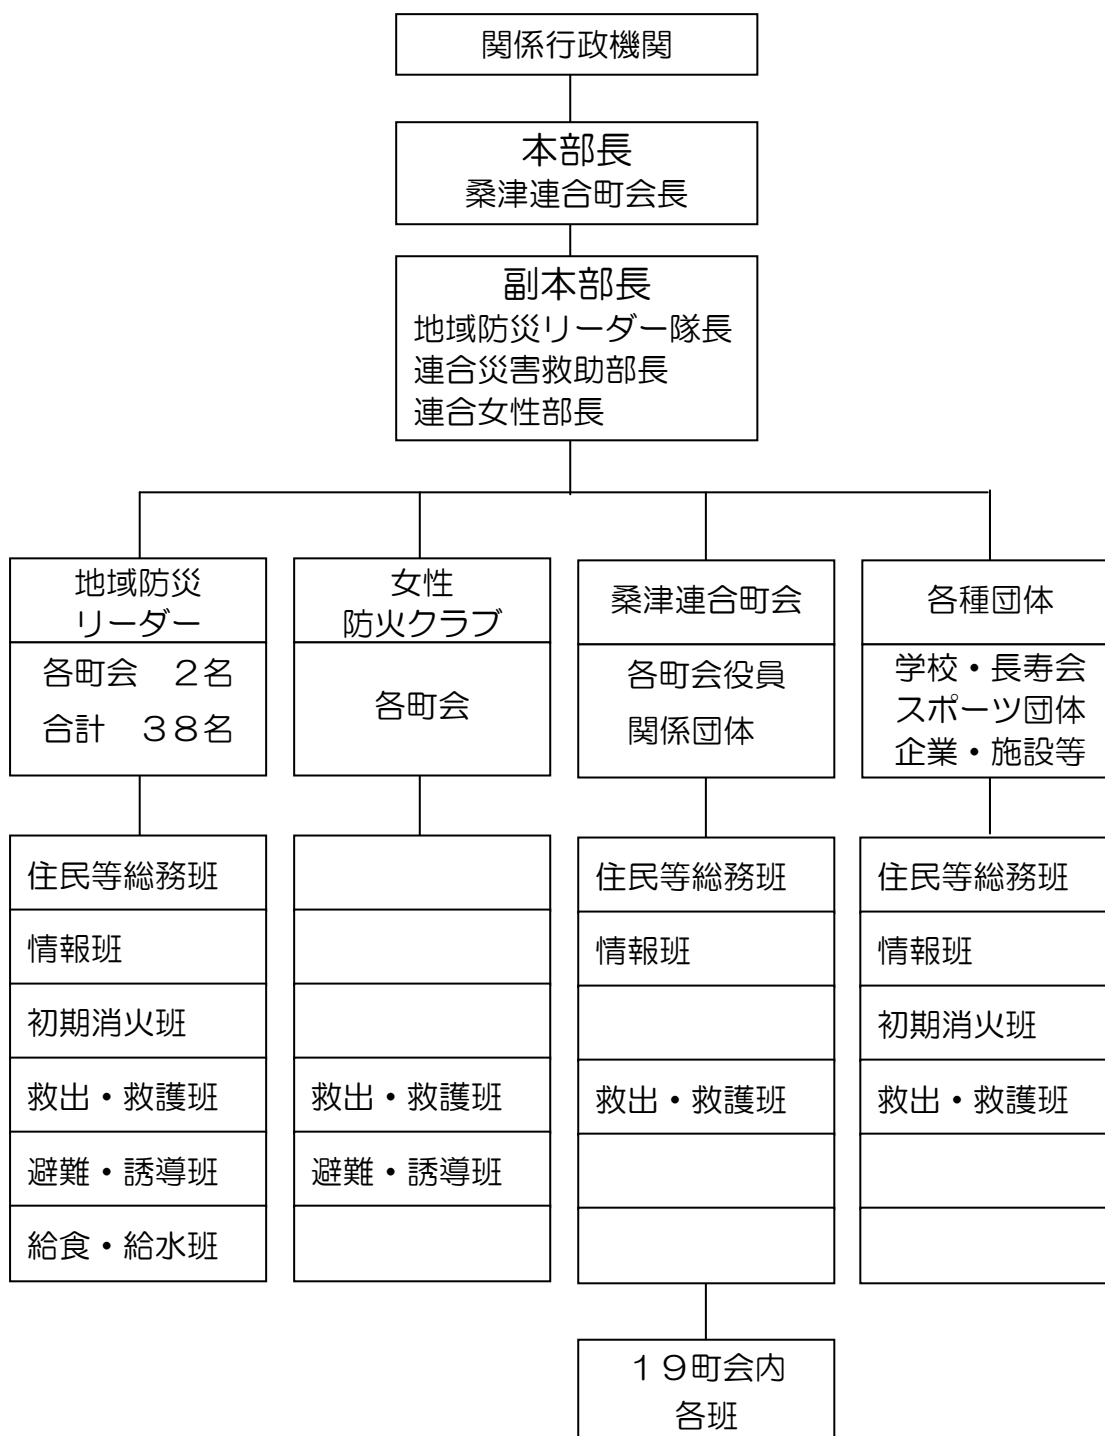 関係行政機関
本部長
桑津連合町会長
副本部長
地域防災リーダー隊長
連合災害救助部長
連合女性部長
地域防災
リーダー
各町会　２名
合計　３８名
女性
防火クラブ
各町会
桑津連合町会
各町会役員
関係団体
各種団体
学校・長寿会
スポーツ団体
企業・施設等
住民等総務班
情報班
初期消火班
救出・救護班
避難・誘導班
給食・給水班
救出・救護班
避難・誘導班
住民等総務班
情報班
救出・救護班
住民等総務班
情報班
初期消火班
救出・救護班
１９町会内
各班